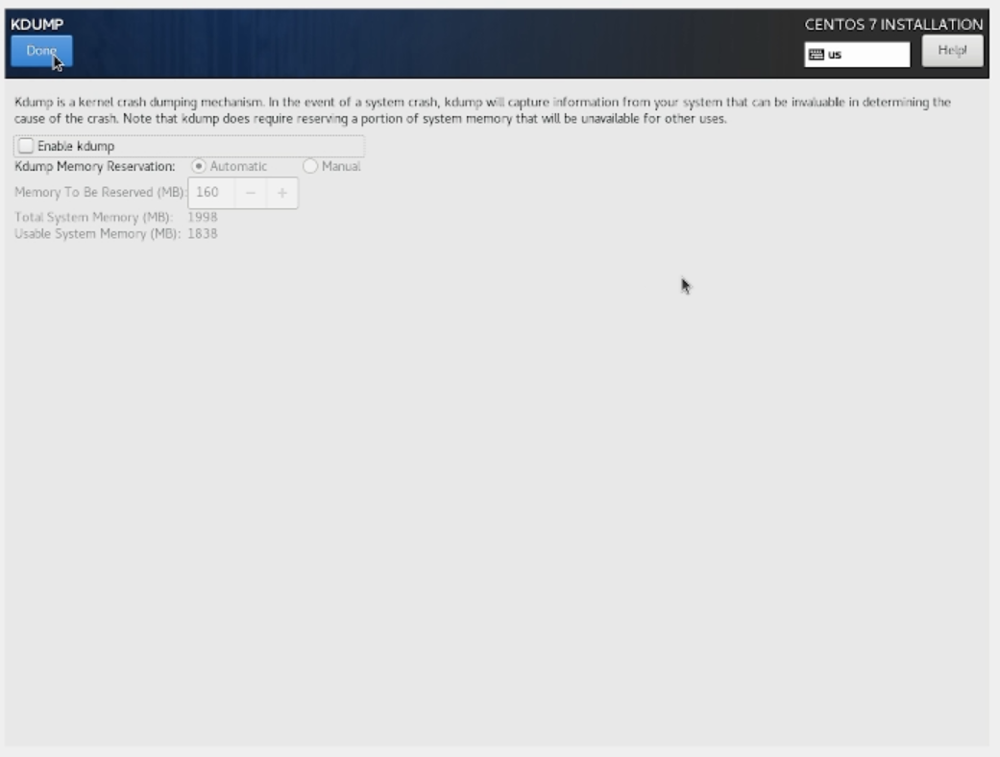 KDUMP
CENTOS 7 INSTALLATION
Done
us
Help!
Kdump is a kernel crash dumping mechanism. In the event of a system crash, kdump will capture information from your system that can be invaluable in determining the
cause of the crash. Note that kdump does require reserving a portion of system memory that will be unavailable for other uses.
Enable kdump
Kdump Memory Reservation: Automatic Manual
Memory To Be Reserved (MB): 160 − +
Total System Memory (MB): 1998
Usable System Memory (MB): 1838